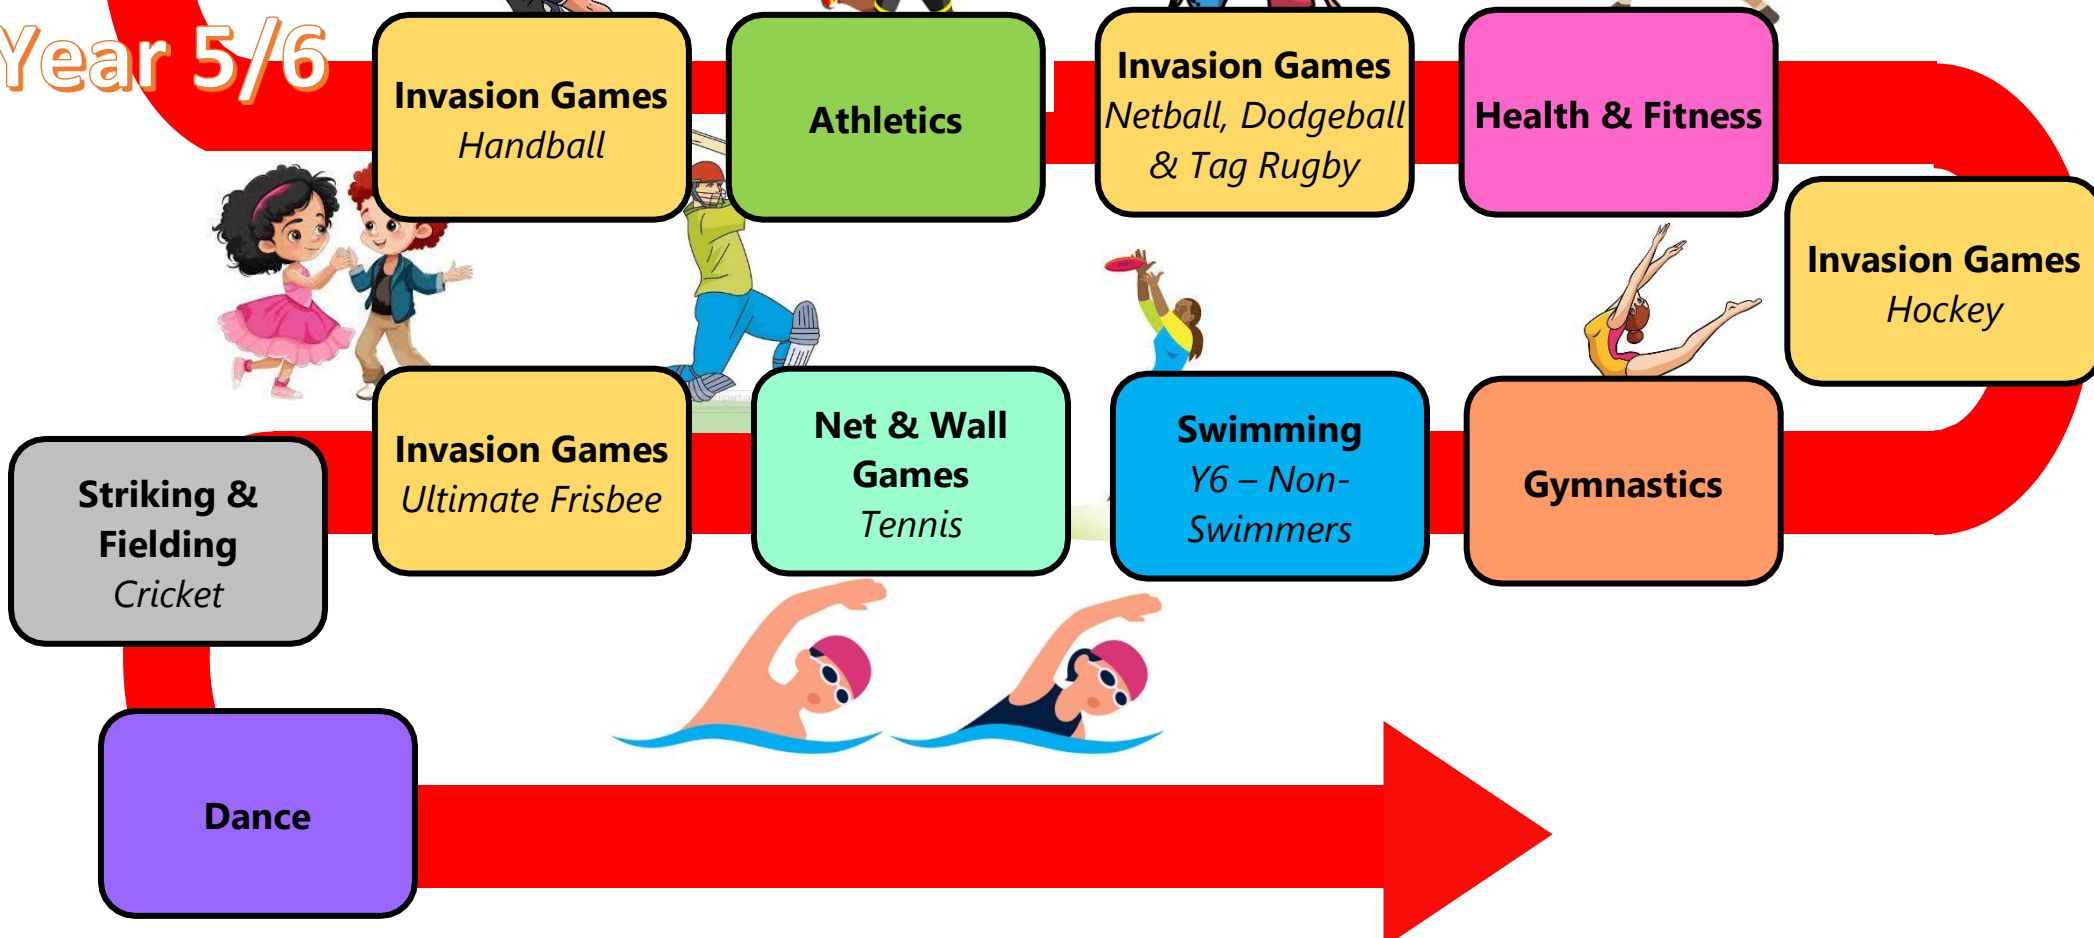 Year 5/6
Invasion Games
Handball
Athletics
Invasion Games
Netball, Dodgeball
& Tag Rugby
Health & Fitness
Invasion Games
Hockey
Gymnastics
Swimming
Y6 – Non-
Swimmers
Net & Wall
Games
Tennis
Invasion Games
Ultimate Frisbee
Striking &
Fielding
Cricket
Dance